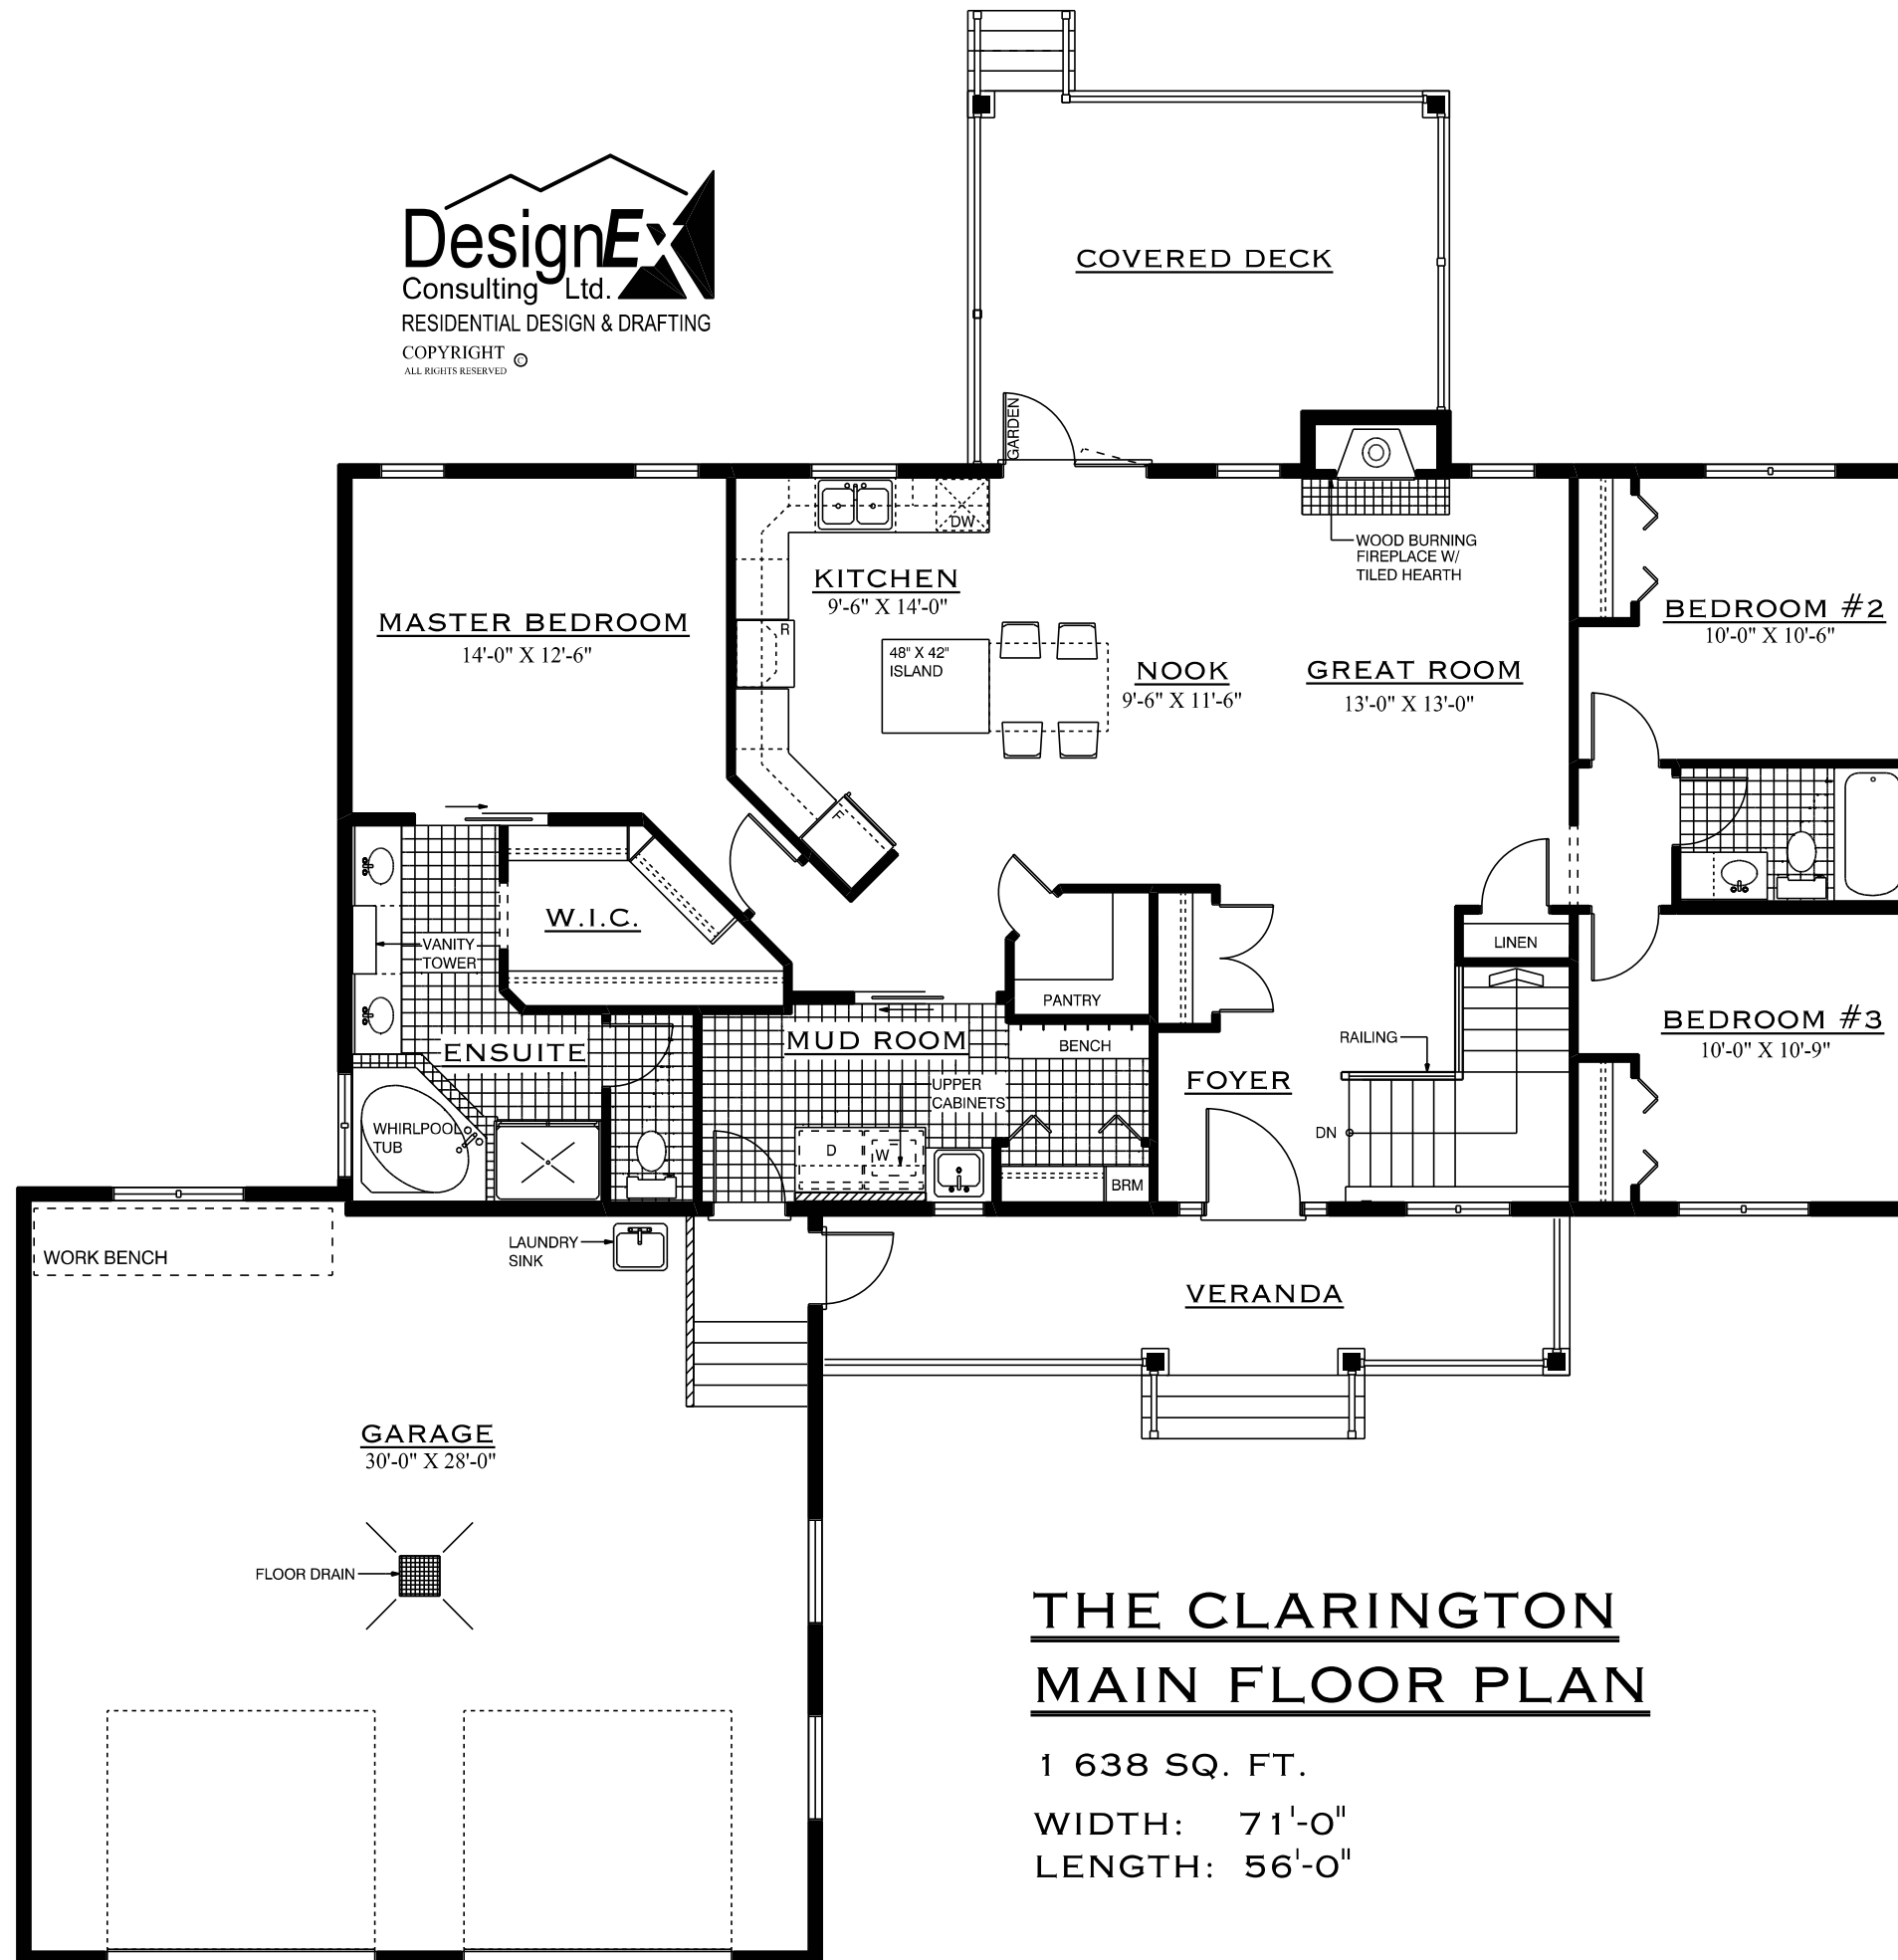 DesignEx
Consulting Ltd.
RESIDENTIAL DESIGN & DRAFTING
COPYRIGHT ©
ALL RIGHTS RESERVED
COVERED DECK
GARDEN
DW
WOOD BURNING
FIREPLACE W/
TILED HEARTH
KITCHEN
9'-6" X 14'-0"
MASTER BEDROOM
14'-0" X 12'-6"
R
48" X 42"
ISLAND
NOOK
9'-6" X 11'-6"
GREAT ROOM
13'-0" X 13'-0"
BEDROOM #2
10'-0" X 10'-6"
F
W.I.C.
VANITY
TOWER
PANTRY
LINEN
MUD ROOM
BENCH
ENSUITE
RAILING
BEDROOM #3
10'-0" X 10'-9"
FOYER
UPPER
CABINETS
WHIRLPOOL
TUB
D
W
DN
BRM
WORK BENCH
LAUNDRY
SINK
VERANDA
GARAGE
30'-0" X 28'-0"
FLOOR DRAIN
THE CLARINGTON
MAIN FLOOR PLAN
1 638 SQ. FT.
WIDTH: 71'-0"
LENGTH: 56'-0"